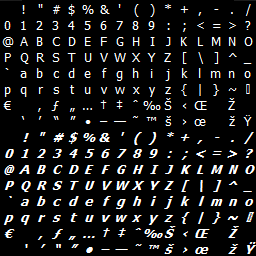 ! " # $ % & ' ( ) * + , - . /
0 1 2 3 4 5 6 7 8 9 : ; < = > ?
@ A B C D E F G H I J K L M N O
P Q R S T U V W X Y Z [ \ ] ^ _
` a b c d e f g h i j k l m n o
p q r s t u v w x y z { | } ~ ▯
€ ‚ ƒ „ … † ‡ ˆ ‰ Š ‹ Œ Ž
‘ ’ “ ” • – — ˜ ™ š › œ ž Ÿ
! " # $ % & ' ( ) * + , - . /
0 1 2 3 4 5 6 7 8 9 : ; < = > ?
@ A B C D E F G H I J K L M N O
P Q R S T U V W X Y Z [ \ ] ^ _
` a b c d e f g h i j k l m n o
p q r s t u v w x y z { | } ~ ▯
€ ‚ ƒ „ … † ‡ ˆ ‰ Š ‹ Œ Ž
‘ ’ “ ” • – — ˜ ™ š › œ ž Ÿ